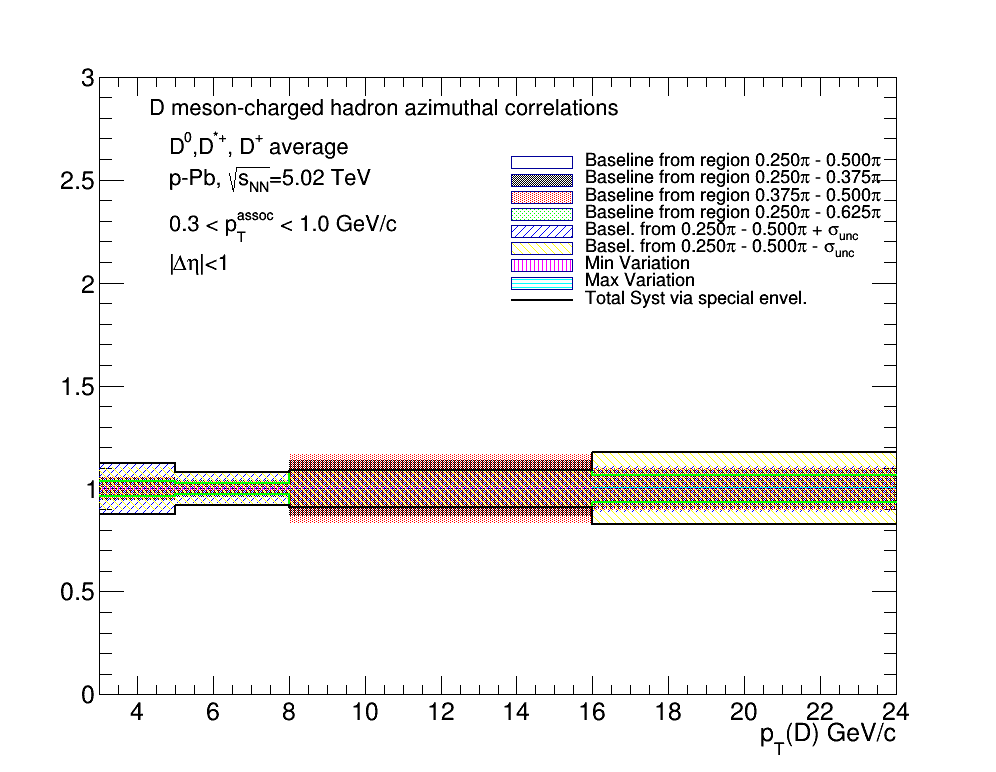 D meson-charged hadron azimuthal correlations
D⁰,D*⁺, D⁺ average
p-Pb, √sNN=5.02 TeV
0.3 < pT^assoc < 1.0 GeV/c
|Δη|<1
Baseline from region 0.250π - 0.500π
Baseline from region 0.250π - 0.375π
Baseline from region 0.375π - 0.500π
Baseline from region 0.250π - 0.625π
Basel. from 0.250π - 0.500π + σunc
Basel. from 0.250π - 0.500π - σunc
Min Variation
Max Variation
Total Syst via special envel.
3
2.5
2
1.5
1
0.5
0
4 6 8 10 12 14 16 18 20 22 24
pT(D) GeV/c